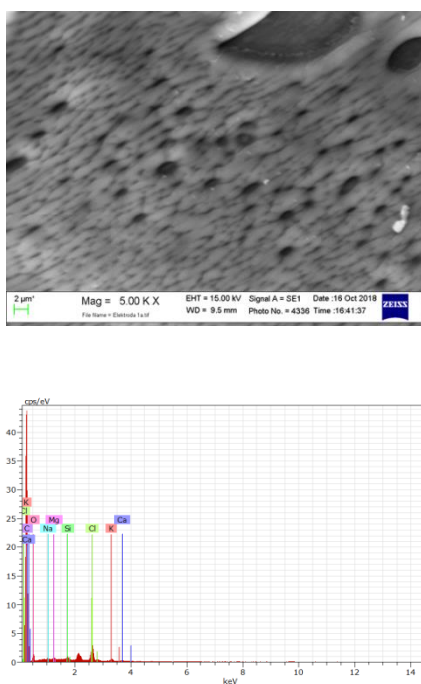 2 µm*
Mag = 5.00 K X
File Name = Elektroda 1a.tif
EHT = 15.00 kV Signal A = SE1 Date :16 Oct 2018
WD = 9.5 mm Photo No. = 4336 Time :16:41:37
ZEISS
cps/eV
40
35
30
K
25
Cl
O Mg
C Na Si Cl K Ca
Ca
20
15
10
5
0
0 2 4 6 8 10 12 14
keV